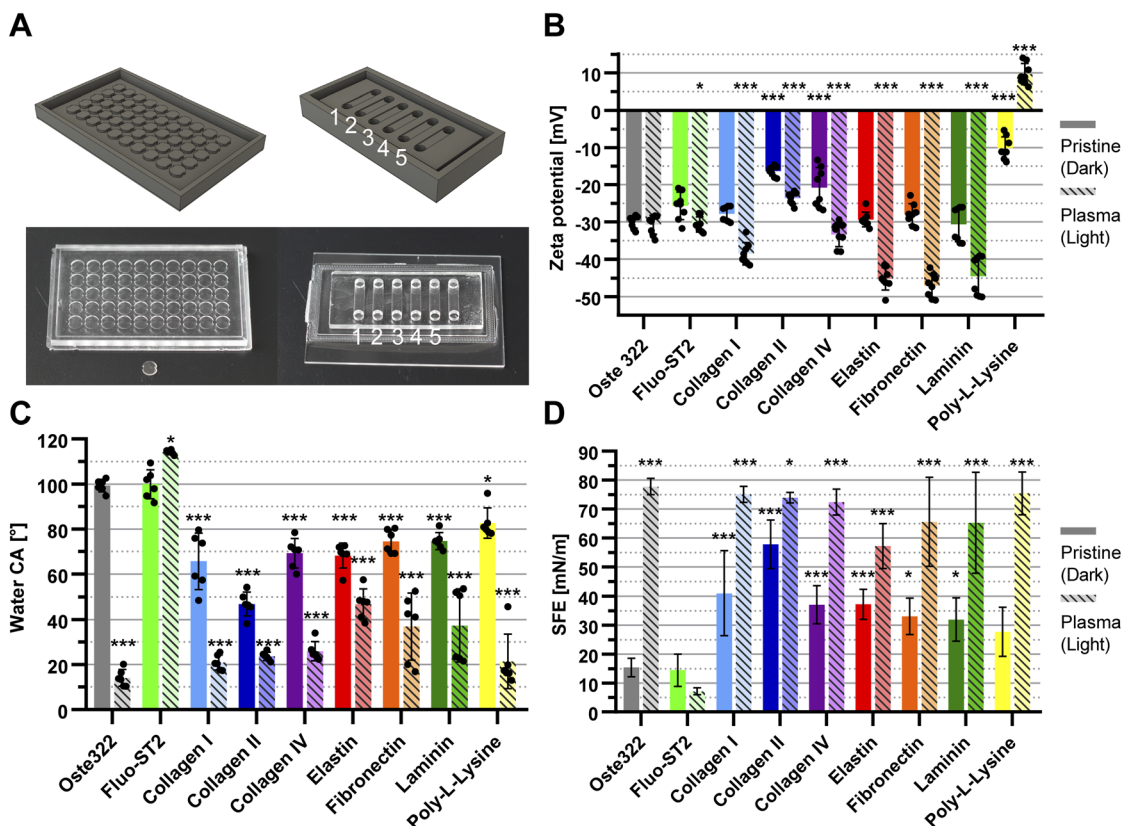 A
1
2
3
4
5
1 2 3 4 5
B
Zeta potential [mV]
10
0
-10
-20
-30
-40
-50
* *** *** *** *** *** *** ***
*** *** ***
Oste 322
Fluo-ST2
Collagen I
Collagen II
Collagen IV
Elastin
Fibronectin
Laminin
Poly-L-Lysine
Pristine
(Dark)
Plasma
(Light)
C
Water CA [°]
120
100
80
60
40
20
0
*** * *** *** *** *** *** *** *** *** *** *** *** *** * ***
Oste322
Fluo-ST2
Collagen I
Collagen II
Collagen IV
Elastin
Fibronectin
Laminin
Poly-L-Lysine
D
SFE [mN/m]
90
80
70
60
50
40
30
20
10
0
*** *** *** *** * *** *** *** *** * *** * *** ***
Oste322
Fluo-ST2
Collagen I
Collagen II
Collagen IV
Elastin
Fibronectin
Laminin
Poly-L-Lysine
Pristine
(Dark)
Plasma
(Light)